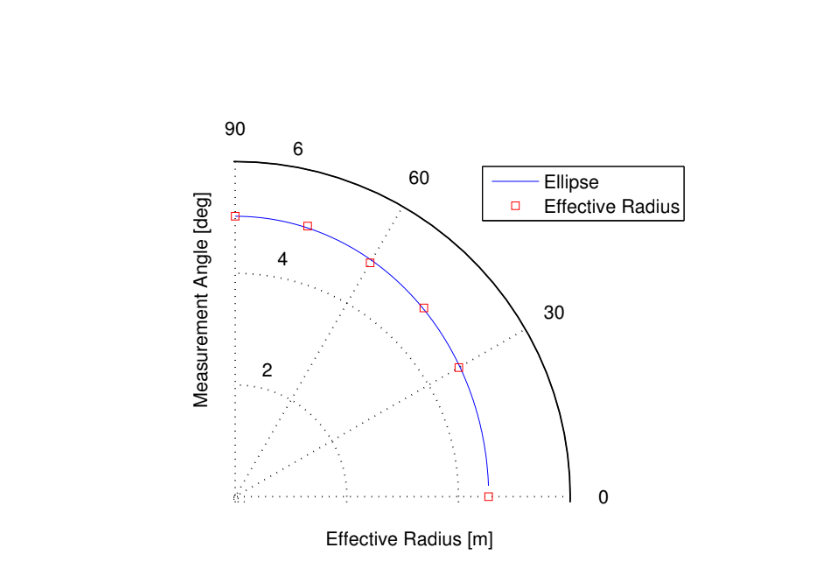 90
6
60
Ellipse
Effective Radius
4
30
2
0
Measurement Angle [deg]
Effective Radius [m]